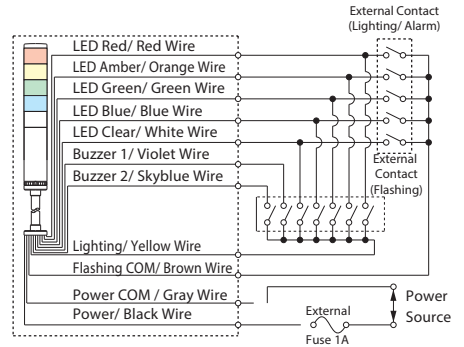 External Contact
(Lighting/ Alarm)
LED Red/ Red Wire
LED Amber/ Orange Wire
LED Green/ Green Wire
LED Blue/ Blue Wire
LED Clear/ White Wire
Buzzer 1/ Violet Wire
Buzzer 2/ Skyblue Wire
External
Contact
(Flashing)
Lighting/ Yellow Wire
Flashing COM/ Brown Wire
Power COM / Gray Wire
Power/ Black Wire
External
Fuse 1A
Power
Source